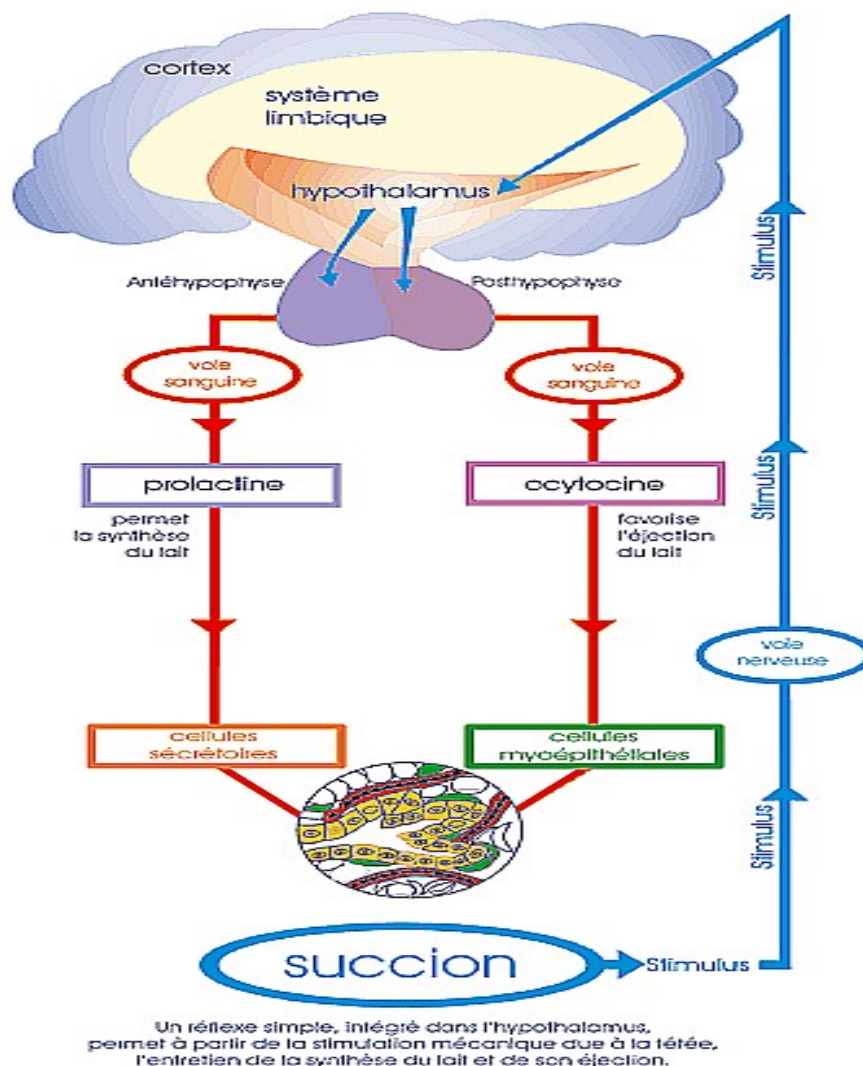 cortex
système
limbique
hypothalamus
Antéhypophyse
Posthypophyse
voie
sanguine
voie
sanguine
prolactine
ocytocine
permet
la synthèse
du lait
favorise
l'éjection
du lait
Stimulus
Stimulus
voie
nerveuse
cellules
sécrétoires
cellules
myoépithéliales
Stimulus
succion
Stimulus
Un réflexe simple, intégré dans l'hypothalamus,
permet à partir de la stimulation mécanique due à la tétée,
l'entretien de la synthèse du lait et de son éjection.